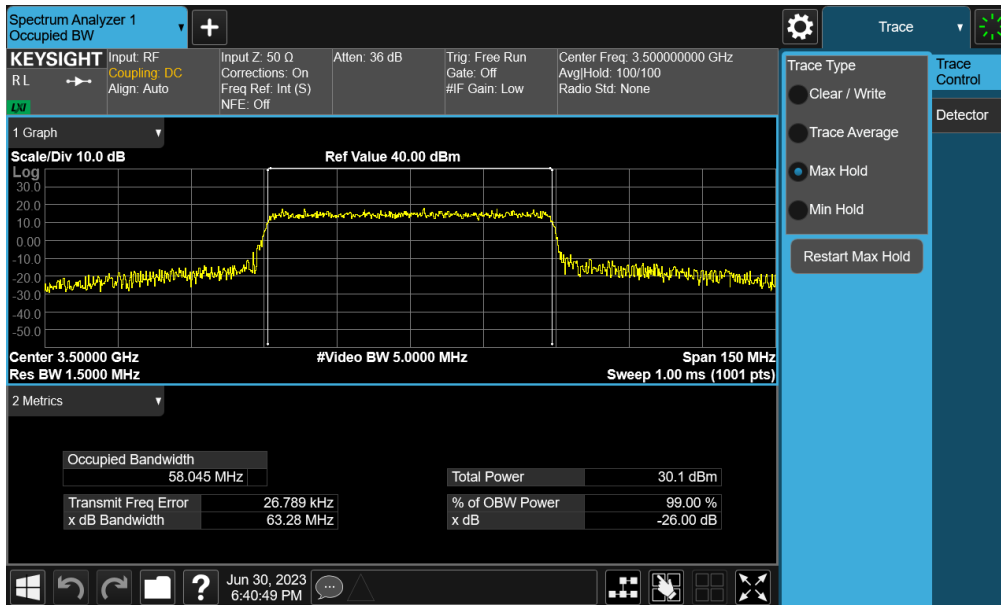 Spectrum Analyzer 1
Occupied BW
+
Trace
KEYSIGHT
R L
LXI
Input: RF
Coupling: DC
Align: Auto
Input Z: 50 Ω
Corrections: On
Freq Ref: Int (S)
NFE: Off
Atten: 36 dB
Trig: Free Run
Gate: Off
#IF Gain: Low
Center Freq: 3.500000000 GHz
Avg|Hold: 100/100
Radio Std: None
1 Graph
Scale/Div 10.0 dB
Ref Value 40.00 dBm
Log
30.0
20.0
10.0
0.00
-10.0
-20.0
-30.0
-40.0
-50.0
Center 3.50000 GHz
#Video BW 5.0000 MHz
Span 150 MHz
Res BW 1.5000 MHz
Sweep 1.00 ms (1001 pts)
2 Metrics
Occupied Bandwidth
58.045 MHz
Total Power 30.1 dBm
Transmit Freq Error 26.789 kHz
% of OBW Power 99.00 %
x dB Bandwidth 63.28 MHz
x dB -26.00 dB
Trace Type
Clear / Write
Trace Average
Max Hold
Min Hold
Restart Max Hold
Trace
Control
Detector
?
Jun 30, 2023
6:40:49 PM